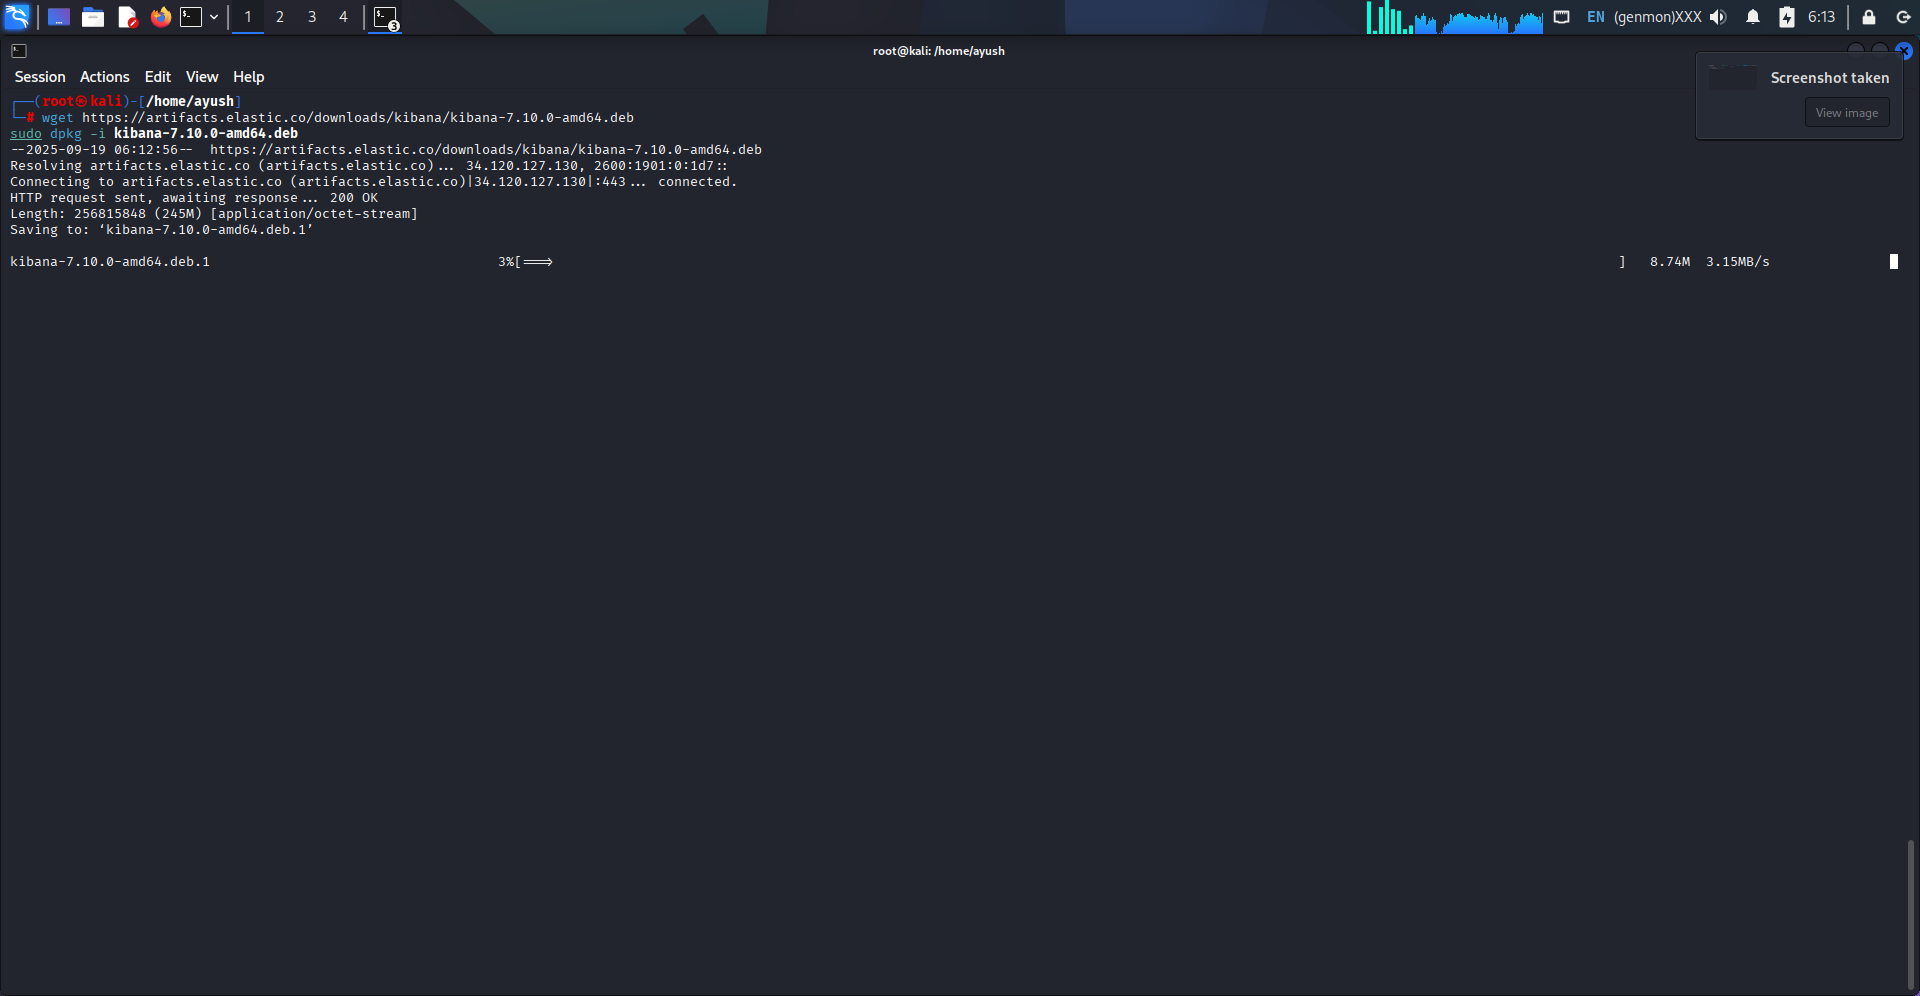 1 2 3 4 3 EN (genmon)XXX 6:13
root@kali: /home/ayush
Session Actions Edit View Help
Screenshot taken
View image
┌──(root㉿kali)-[/home/ayush]
└─# wget https://artifacts.elastic.co/downloads/kibana/kibana-7.10.0-amd64.deb
sudo dpkg -i kibana-7.10.0-amd64.deb
--2025-09-19 06:12:56--  https://artifacts.elastic.co/downloads/kibana/kibana-7.10.0-amd64.deb
Resolving artifacts.elastic.co (artifacts.elastic.co)... 34.120.127.130, 2600:1901:0:1d7::
Connecting to artifacts.elastic.co (artifacts.elastic.co)|34.120.127.130|:443... connected.
HTTP request sent, awaiting response... 200 OK
Length: 256815848 (245M) [application/octet-stream]
Saving to: ‘kibana-7.10.0-amd64.deb.1’
kibana-7.10.0-amd64.deb.1 3%[===> ] 8.74M 3.15MB/s